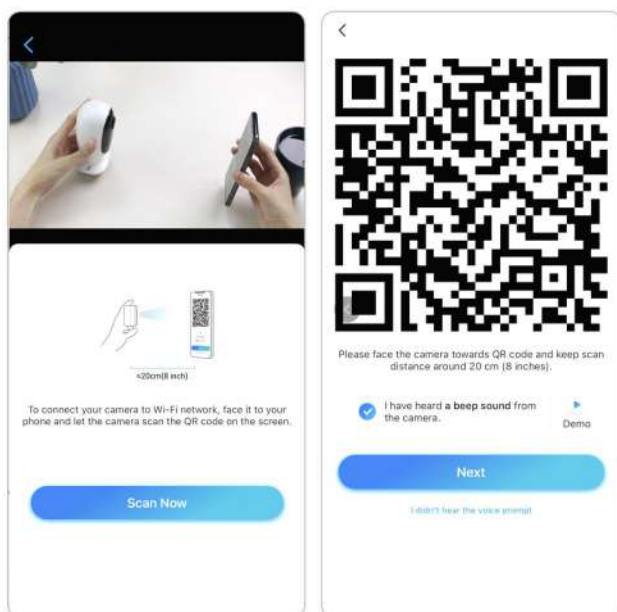 ≈20cm(8 inch)
To connect your camera to Wi-Fi network, face it to your
phone and let the camera scan the QR code on the screen.
Scan Now
Please face the camera towards QR code and keep scan
distance around 20 cm (8 inches).
I have heard a beep sound from
the camera.
Demo
Next
I didn't hear the voice prompt